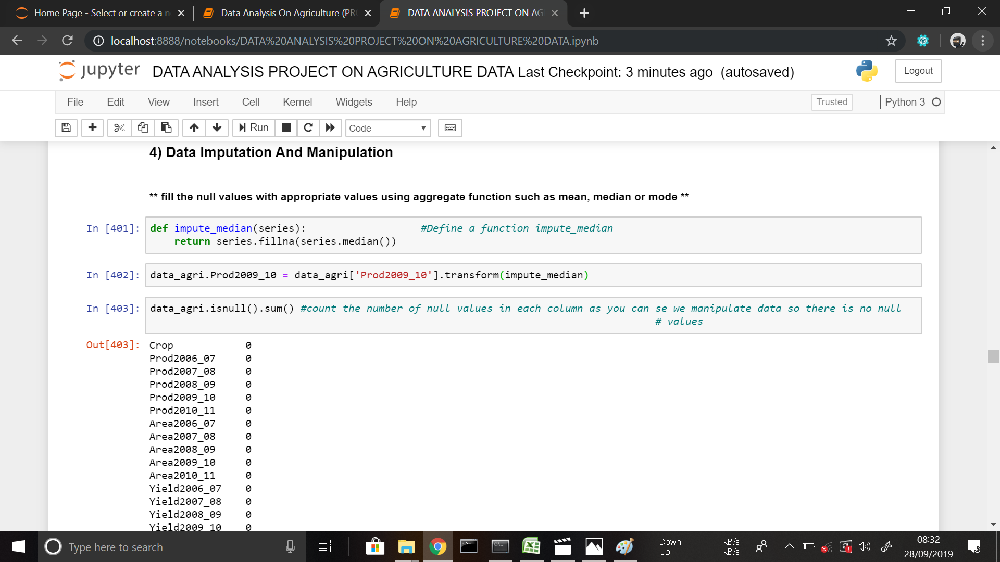 Home Page - Select or create a n
Data Analysis On Agriculture (PR
DATA ANALYSIS PROJECT ON AG
localhost:8888/notebooks/DATA%20ANALYSIS%20PROJECT%20ON%20AGRICULTURE%20DATA.ipynb
jupyter DATA ANALYSIS PROJECT ON AGRICULTURE DATA Last Checkpoint: 3 minutes ago (autosaved) Logout
File Edit View Insert Cell Kernel Widgets Help Trusted Python 3
Run Code
4) Data Imputation And Manipulation
** fill the null values with appropriate values using aggregate function such as mean, median or mode **
In [401]: def impute_median(series): #Define a function impute_median
return series.fillna(series.median())
In [402]: data_agri.Prod2009_10 = data_agri['Prod2009_10'].transform(impute_median)
In [403]: data_agri.isnull().sum() #count the number of null values in each column as you can se we manipulate data so there is no null
# values
Out[403]: Crop 0
Prod2006_07 0
Prod2007_08 0
Prod2008_09 0
Prod2009_10 0
Prod2010_11 0
Area2006_07 0
Area2007_08 0
Area2008_09 0
Area2009_10 0
Area2010_11 0
Yield2006_07 0
Yield2007_08 0
Yield2008_09 0
Yield2009_10 0
Type here to search
Down --- kB/s
Up --- kB/s
08:32
28/09/2019